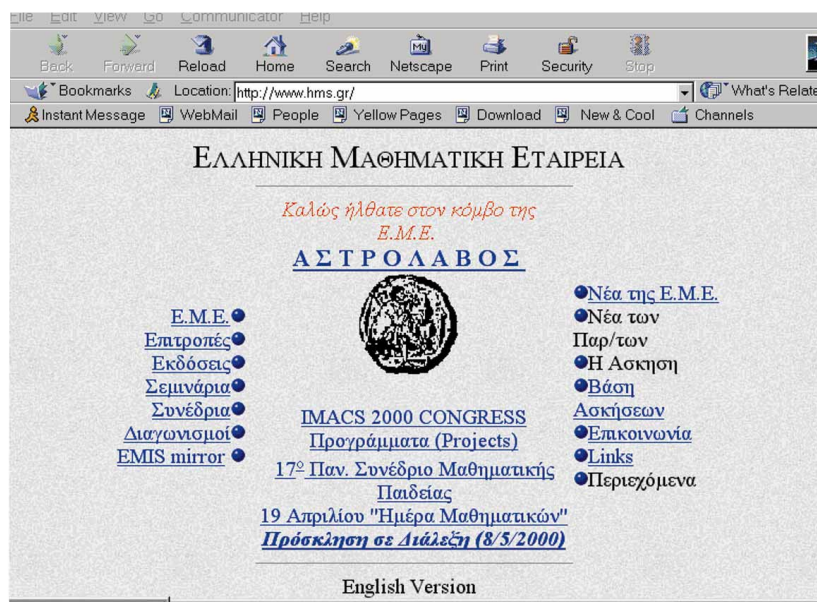 File Edit View Go Communicator Help
Back Forward Reload Home Search Netscape Print Security Stop
Bookmarks Location: http://www.hms.gr/ What's Relate
Instant Message WebMail People Yellow Pages Download New & Cool Channels
ΕΛΛΗΝΙΚΗ ΜΑΘΗΜΑΤΙΚΗ ΕΤΑΙΡΕΙΑ
Καλώς ήλθατε στον κόμβο της
Ε.Μ.Ε.
ΑΣΤΡΟΛΑΒΟΣ
Ε.Μ.Ε.
Επιτροπές
Εκδόσεις
Σεμινάρια
Συνέδρια
Διαγωνισμοί
EMIS mirror
IMACS 2000 CONGRESS
Προγράμματα (Projects)
17º Παν. Συνέδριο Μαθηματικής
Παιδείας
19 Απριλίου "Ημέρα Μαθηματικών"
Πρόσκληση σε Διάλεξη (8/5/2000)
Νέα της Ε.Μ.Ε.
Νέα των
Παρ/των
Η Ασκηση
Βάση
Ασκήσεων
Επικοινωνία
Links
Περιεχόμενα
English Version